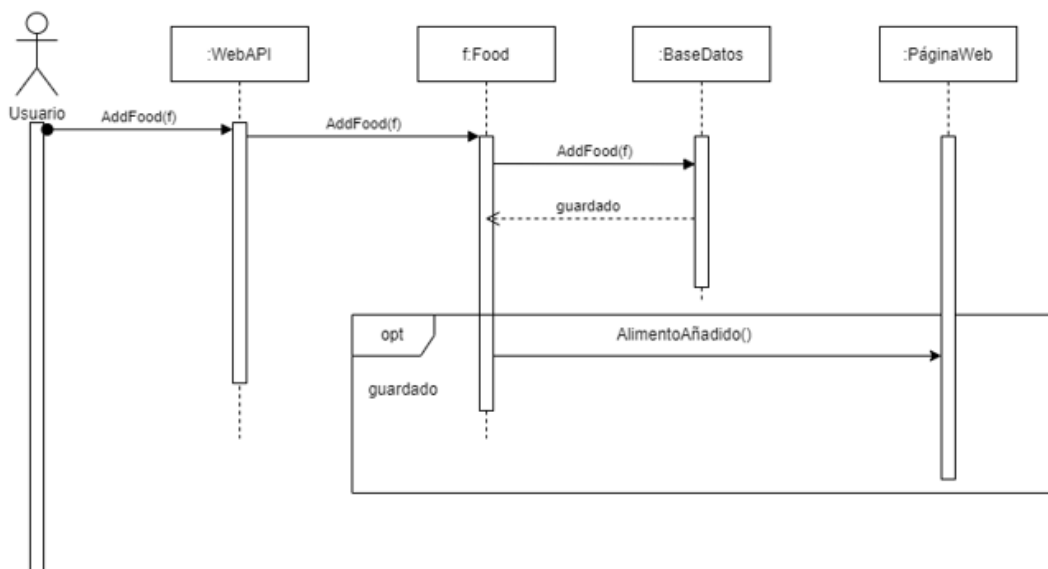 :WebAPI
f:Food
:BaseDatos
:PáginaWeb
Usuario
AddFood(f)
AddFood(f)
AddFood(f)
guardado
opt
AlimentoAñadido()
guardado